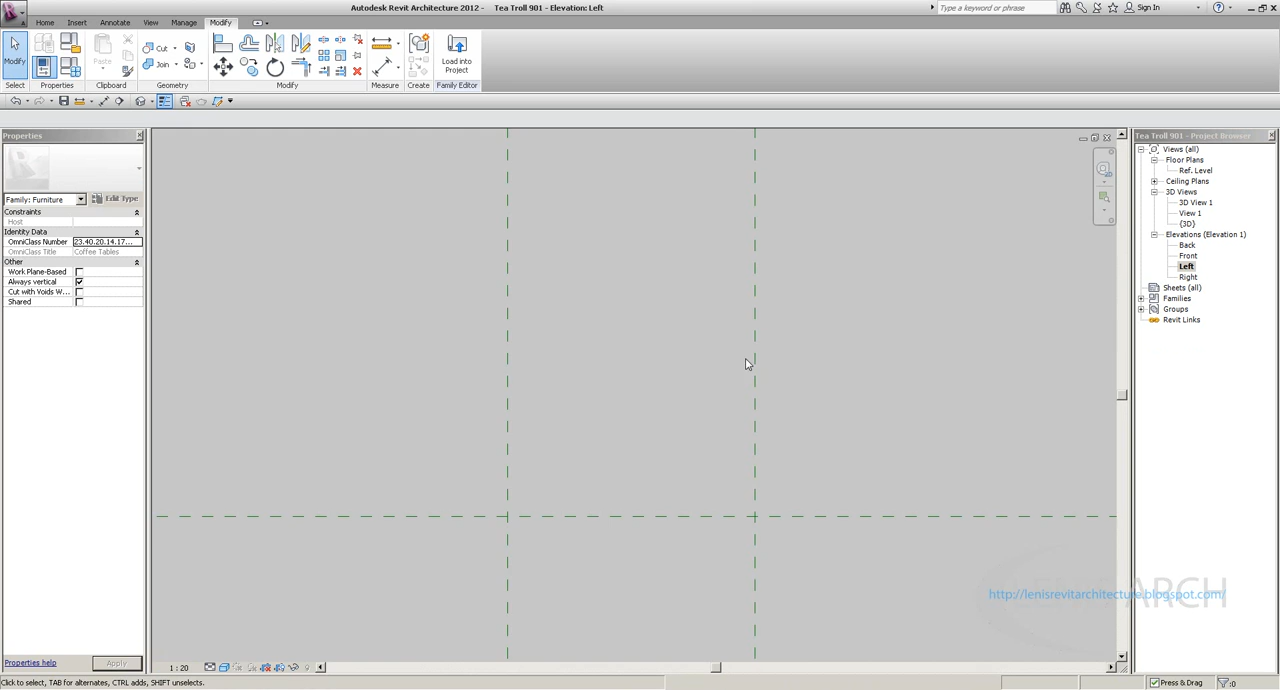 Autodesk Revit Architecture 2012 - Tea Troll 901 - Elevation: Left
Type a keyword or phrase
Sign In
Home Insert Annotate View Manage Modify
Modify
Paste
Cut
Join
Load into
Project
Select Properties Clipboard Geometry Modify Measure Create Family Editor
Properties
Family: Furniture
Edit Type
Constraints
Host
Identity Data
OmniClass Number 23.40.20.14.17...
OmniClass Title Coffee Tables
Other
Work Plane-Based
Always vertical
Cut with Voids W...
Shared
Properties help
Apply
Tea Troll 901 - Project Browser
Views (all)
Floor Plans
Ref. Level
Ceiling Plans
3D Views
3D View 1
View 1
{3D}
Elevations (Elevation 1)
Back
Front
Left
Right
Sheets (all)
Families
Groups
Revit Links
http://lenisrevitarchitecture.blogspot.com/
1 : 20
Click to select, TAB for alternates, CTRL adds, SHIFT unselects.
Press & Drag
:0